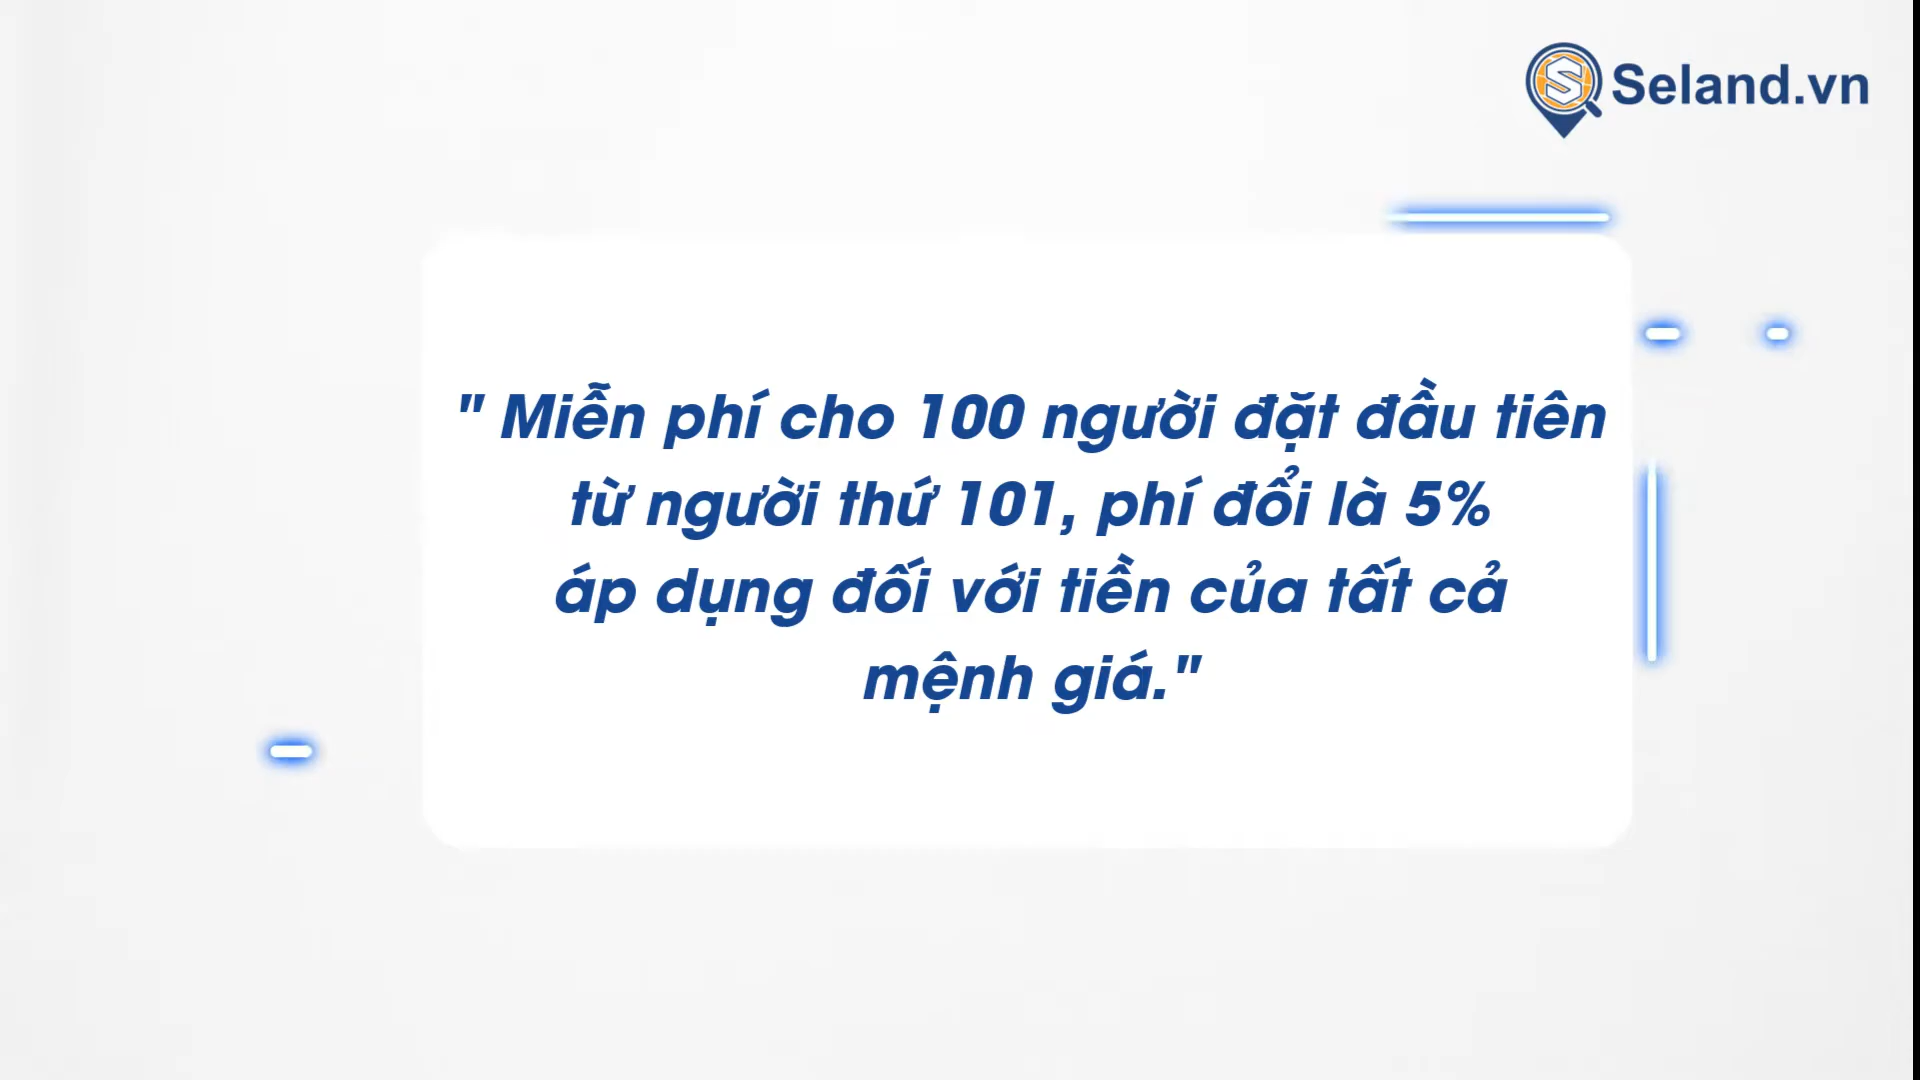 Seland.vn
" Miễn phí cho 100 người đặt đầu tiên
từ người thứ 101, phí đổi là 5%
áp dụng đối với tiền của tất cả
mệnh giá."